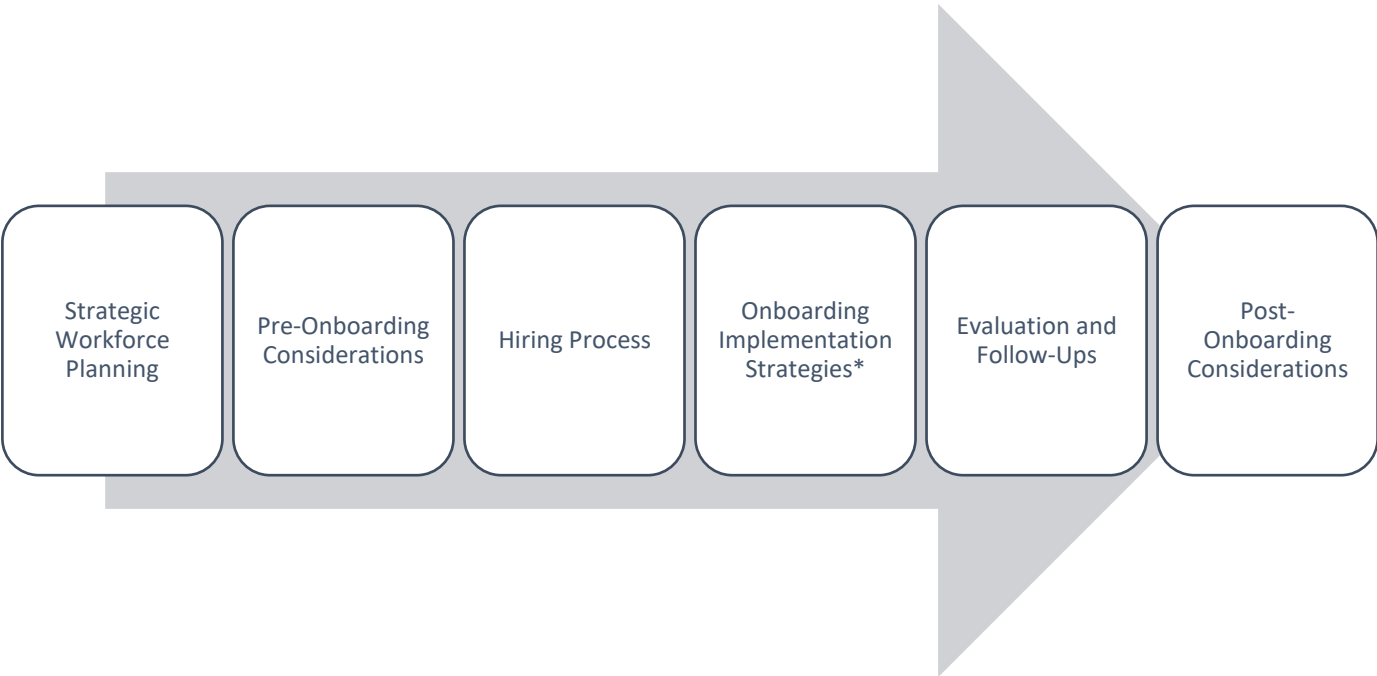 Strategic
Workforce
Planning
Pre-Onboarding
Considerations
Hiring Process
Onboarding
Implementation
Strategies*
Evaluation and
Follow-Ups
Post-
Onboarding
Considerations